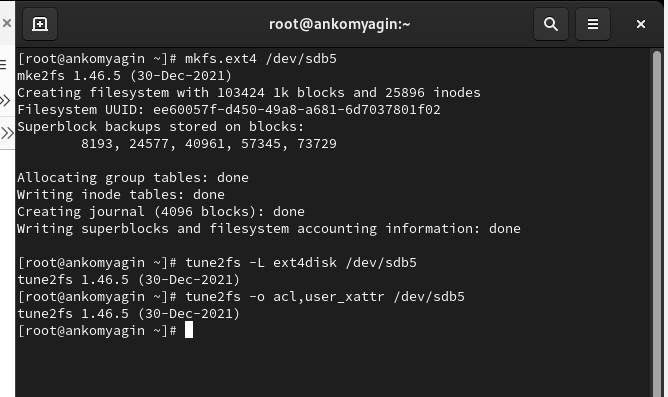 root@ankomyagin:~
[root@ankomyagin ~]# mkfs.ext4 /dev/sdb5
mke2fs 1.46.5 (30-Dec-2021)
Creating filesystem with 103424 1k blocks and 25896 inodes
Filesystem UUID: ee60057f-d450-49a8-a681-6d7037801f02
Superblock backups stored on blocks:
        8193, 24577, 40961, 57345, 73729

Allocating group tables: done
Writing inode tables: done
Creating journal (4096 blocks): done
Writing superblocks and filesystem accounting information: done

[root@ankomyagin ~]# tune2fs -L ext4disk /dev/sdb5
tune2fs 1.46.5 (30-Dec-2021)
[root@ankomyagin ~]# tune2fs -o acl,user_xattr /dev/sdb5
tune2fs 1.46.5 (30-Dec-2021)
[root@ankomyagin ~]#